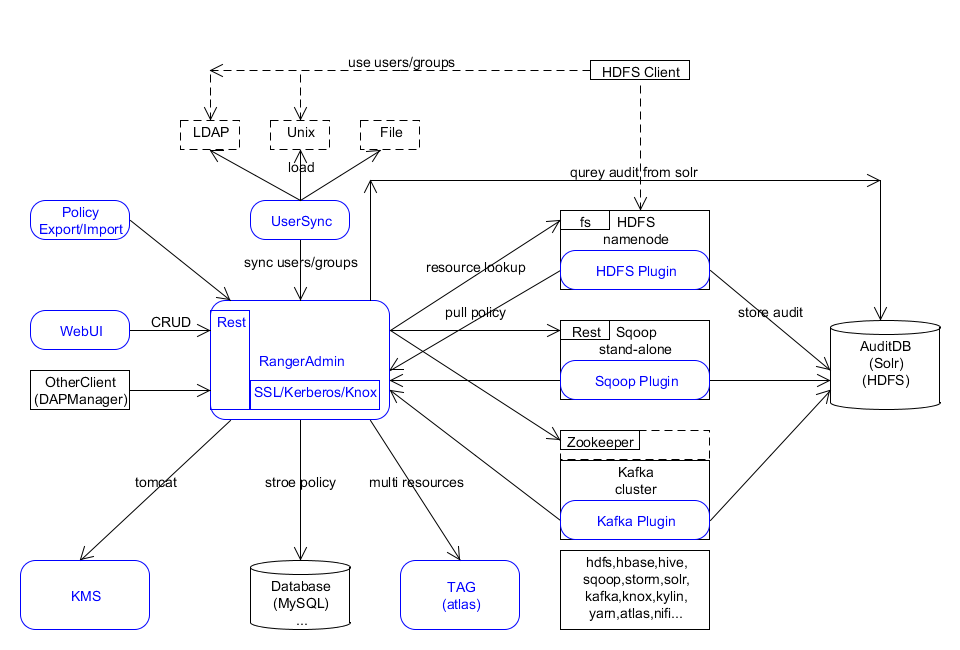 use users/groups
HDFS Client
LDAP
Unix
File
load
qurey audit from solr
Policy
Export/Import
UserSync
fs
HDFS
namenode
sync users/groups
resource lookup
HDFS Plugin
pull policy
store audit
WebUI
CRUD
Rest
RangerAdmin
SSL/Kerberos/Knox
Rest
Sqoop
stand-alone
Sqoop Plugin
AuditDB
(Solr)
(HDFS)
OtherClient
(DAPManager)
Zookeeper
Kafka
cluster
Kafka Plugin
tomcat
stroe policy
multi resources
KMS
Database
(MySQL)
...
TAG
(atlas)
hdfs,hbase,hive,
sqoop,storm,solr,
kafka,knox,kylin,
yarn,atlas,nifi...